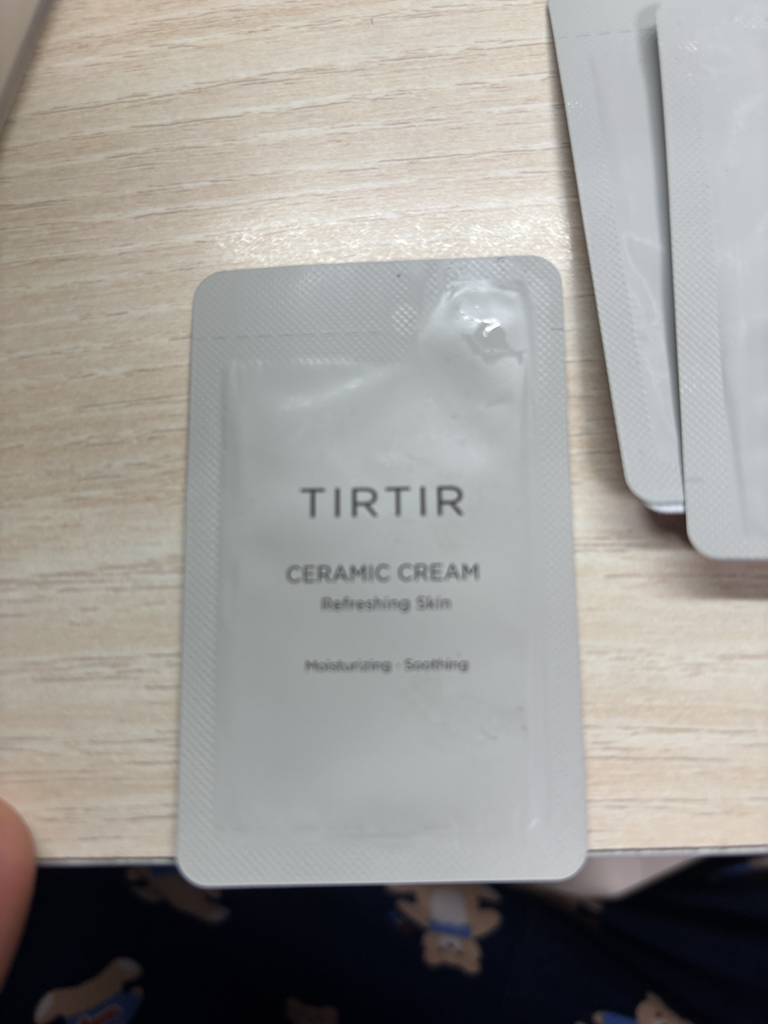 TIRTIR
CERAMIC CREAM
Refreshing Skin
Moisturizing · Soothing